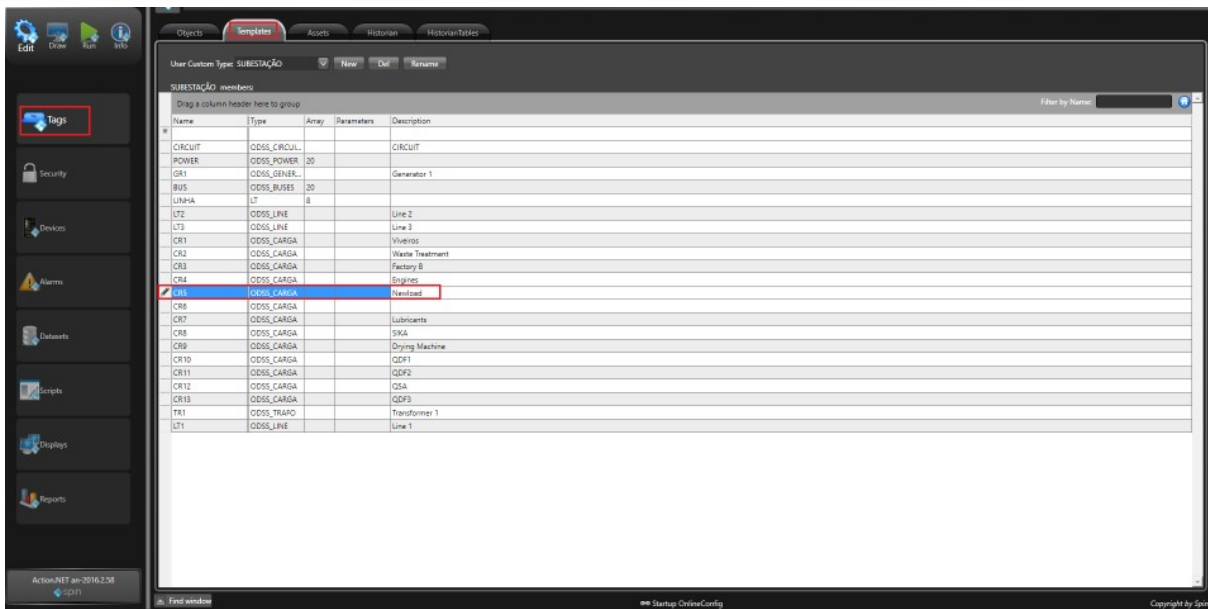 Edit Draw Run Info
Objects Templates Assets Historian HistorianTables
User Custom Type: SUBESTAÇÃO New Del Rename
SUBESTAÇÃO members:
Drag a column header here to group Filter by Name:
Name Type Array Parameters Description
CIRCUIT ODSS_CIRCUI... CIRCUIT
POWER ODSS_POWER 20
GR1 ODSS_GENER... Generator 1
BUS ODSS_BUSES 20
LINHA LT 8
LT2 ODSS_LINE Line 2
LT3 ODSS_LINE Line 3
CR1 ODSS_CARGA Viveiros
CR2 ODSS_CARGA Waste Treatment
CR3 ODSS_CARGA Factory B
CR4 ODSS_CARGA Engines
CR5 ODSS_CARGA Newload
CR6 ODSS_CARGA
CR7 ODSS_CARGA Lubricants
CR8 ODSS_CARGA SIKA
CR9 ODSS_CARGA Drying Machine
CR10 ODSS_CARGA QDF1
CR11 ODSS_CARGA QDF2
CR12 ODSS_CARGA QSA
CR13 ODSS_CARGA QDF3
TR1 ODSS_TRAFO Transformer 1
LT1 ODSS_LINE Line 1
Tags
Security
Devices
Alarms
Datasets
Scripts
Displays
Reports
Action.NET an-2016.2.58
spin
Find window Startup OnlineConfig Copyright by Spin